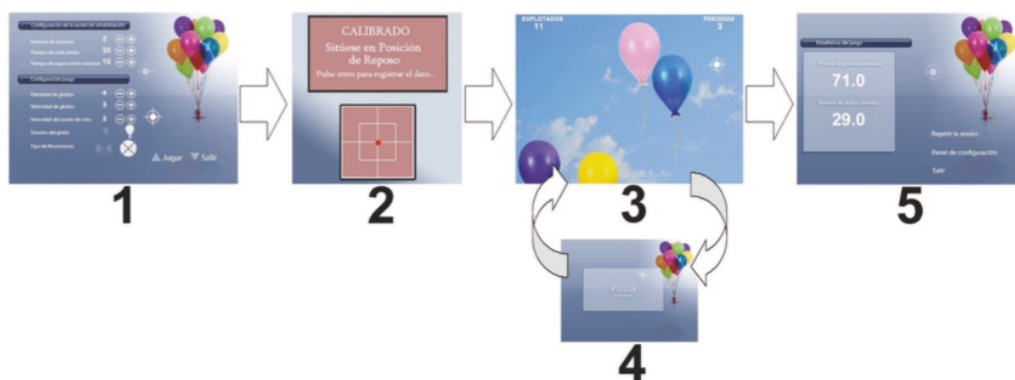 Configuración de la sesión de rehabilitación
Número de sesiones 2
Tiempo de cada sesión 30
Tiempo de espera entre sesiones 10
Configuración juego
Densidad de globos 4
Velocidad de globos 3
Velocidad del punto de mira 3
Tamaño del globo
Tipo de Movimiento
Jugar Salir
1
CALIBRADO
Sitúese en Posición
de Reposo
Pulse intro para registrar el dato...
2
EXPLOTADOS PERDIDOS
11 3
3
Pausa
4
Estadísticas del juego
71.0
Número de globos perdidos
29.0
Repetir la sesión
Panel de configuración
Salir
5